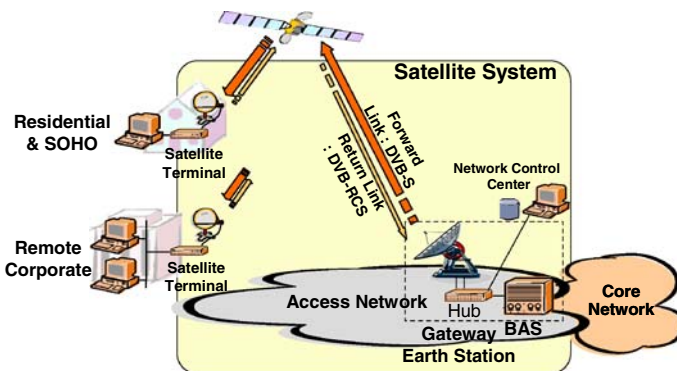 Satellite System
Residential
& SOHO
Satellite
Terminal
Forward
Link : DVB-S
Return Link
: DVB-RCS
Network Control
Center
Remote
Corporate
Satellite
Terminal
Access Network
Hub
BAS
Gateway
Earth Station
Core
Network